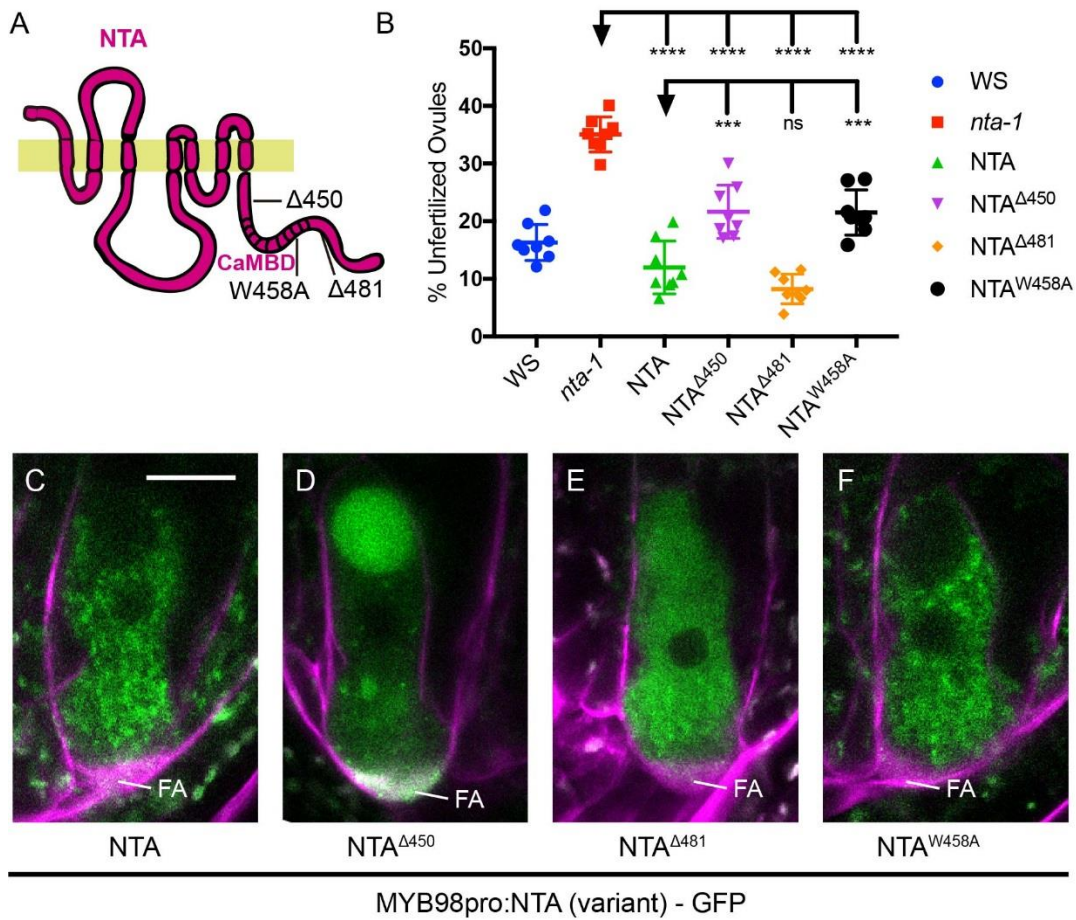 A
NTA
Δ450
CaMBD
W458A
Δ481
B
**** **** **** ****
*** ns ***
% Unfertilized Ovules
50
40
30
20
10
0
WS
nta-1
NTA
NTAΔ450
NTAΔ481
NTAW458A
WS
nta-1
NTA
NTAΔ450
NTAΔ481
NTAW458A
C
FA
NTA
D
FA
NTAΔ450
E
FA
NTAΔ481
F
FA
NTAW458A
MYB98pro:NTA (variant) - GFP